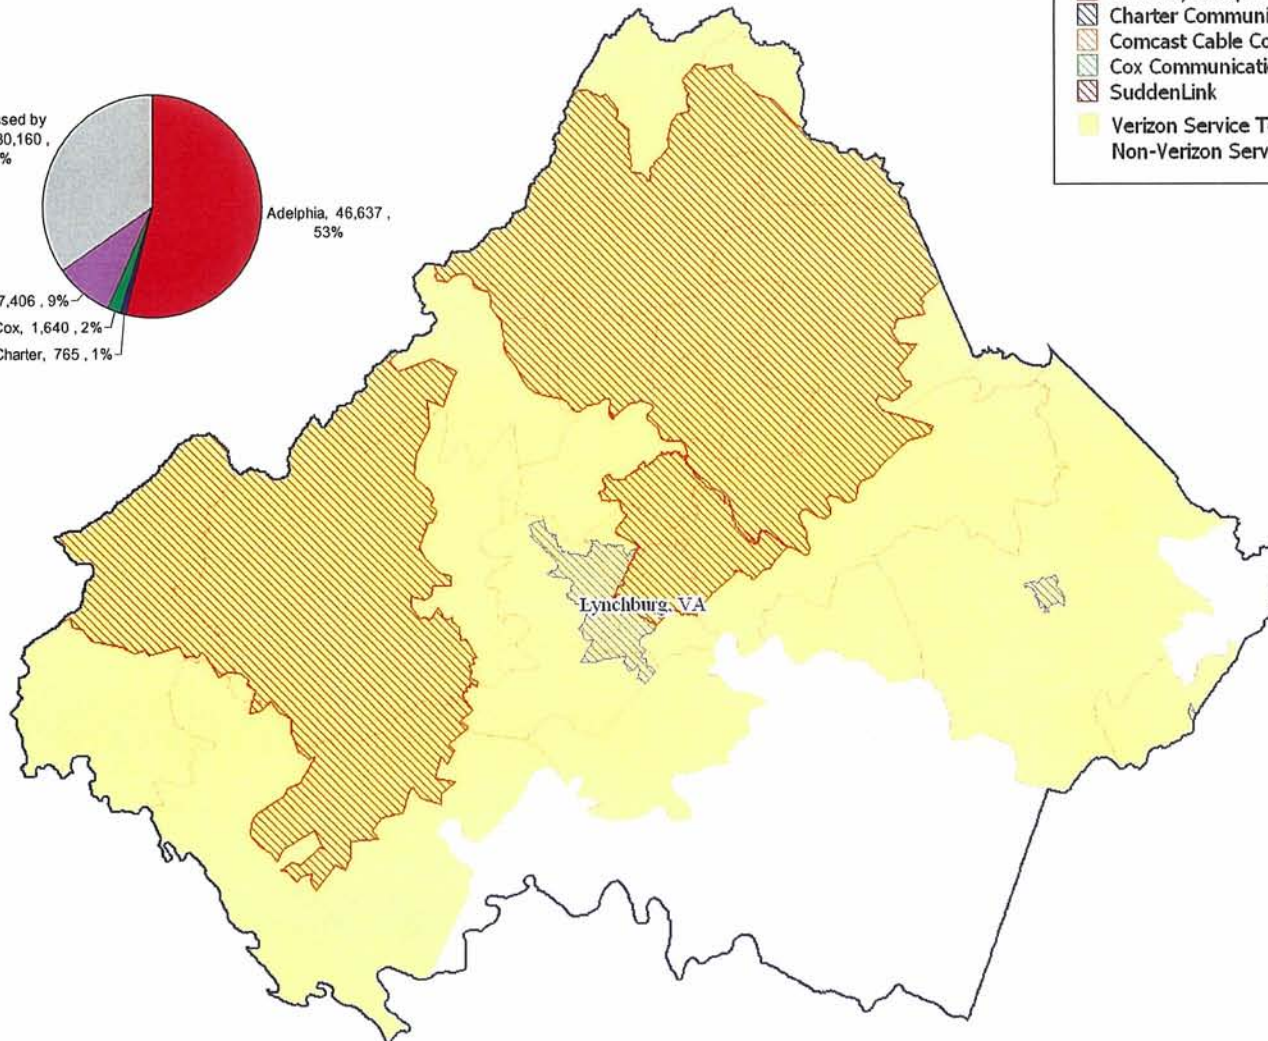 Charter Communi
Comcast Cable Co
Cox Communicati
SuddenLink
Verizon Service T
Non-Verizon Serv
ssed by
30,160 ,
%
Adelphia, 46,637 ,
53%
7,406 , 9%
Cox, 1,640 , 2%
Charter, 765 , 1%
Lynchburg, VA